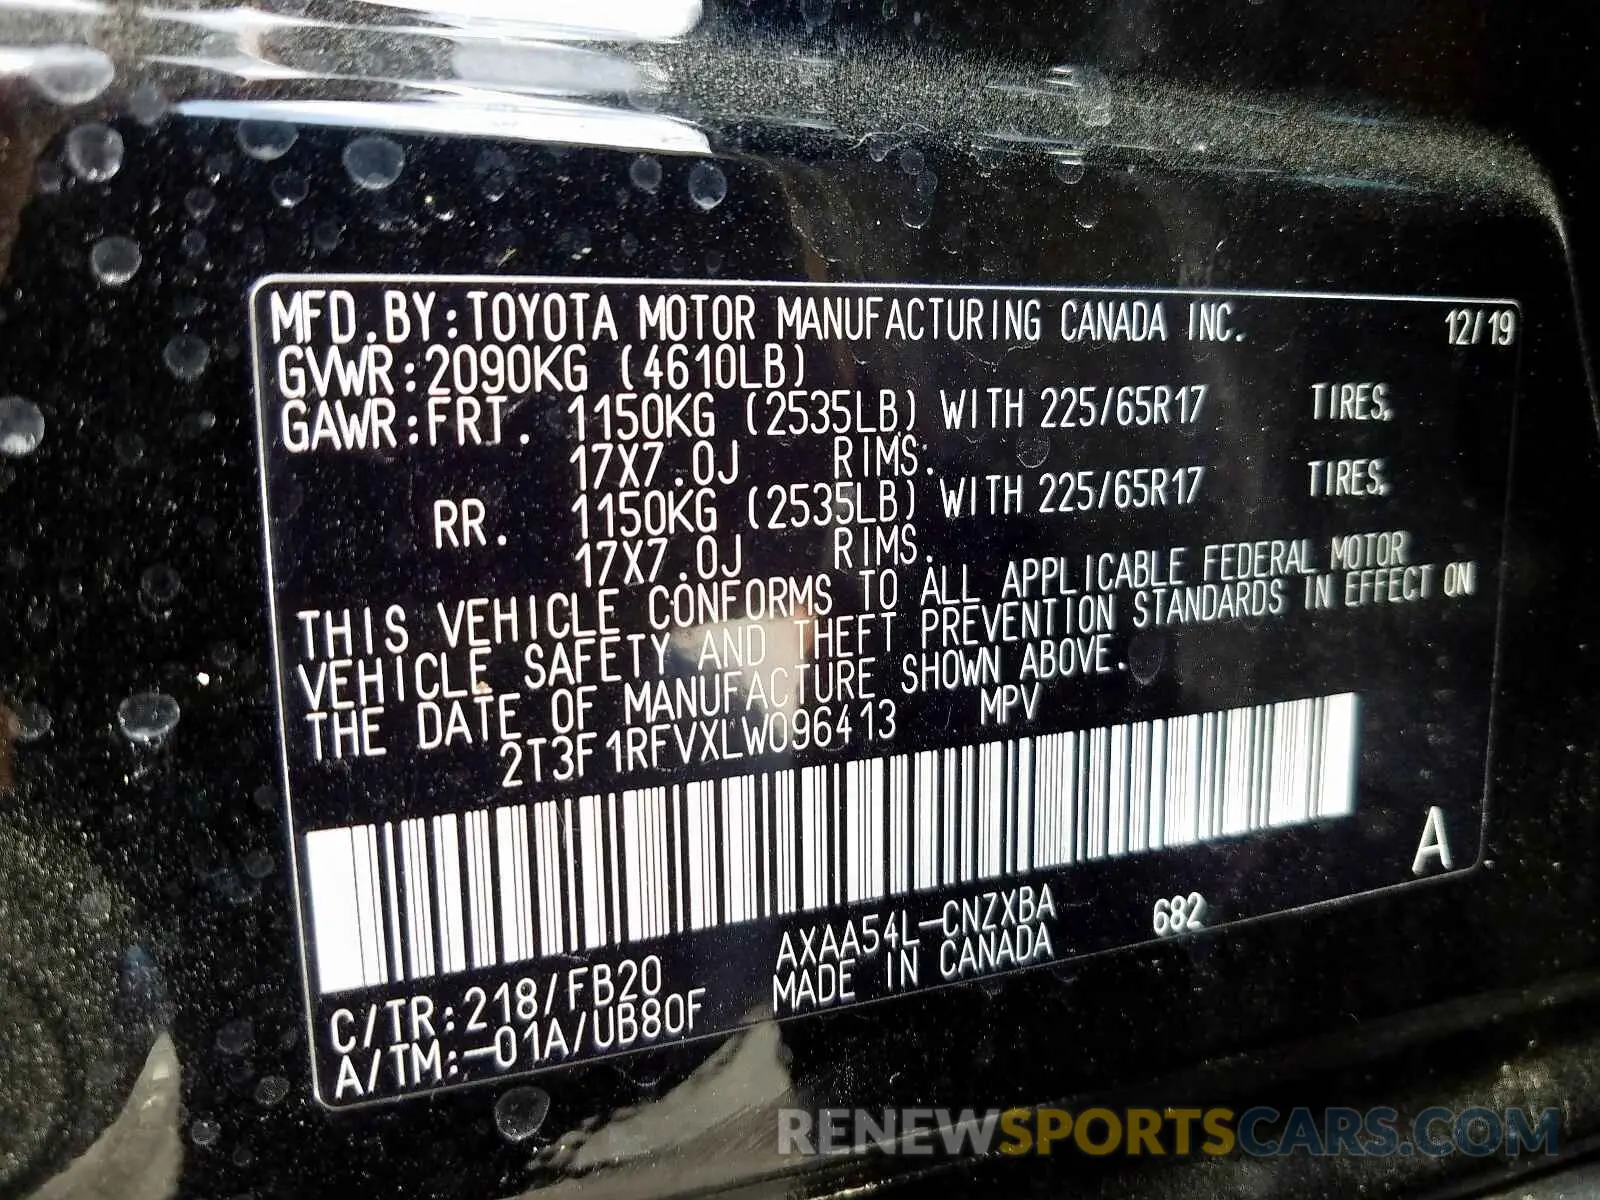 MFD.BY:TOYOTA MOTOR MANUFACTURING CANADA INC. 12/19
GVWR:2090KG (4610LB)
GAWR:FRT. 1150KG (2535LB) WITH 225/65R17 TIRES,
17X7.0J RIMS.
RR. 1150KG (2535LB) WITH 225/65R17 TIRES,
17X7.0J RIMS.
THIS VEHICLE CONFORMS TO ALL APPLICABLE FEDERAL MOTOR
VEHICLE SAFETY AND THEFT PREVENTION STANDARDS IN EFFECT ON
THE DATE OF MANUFACTURE SHOWN ABOVE.
2T3F1RFVXLW096413 MPV
A
C/TR:218/FB20 AXAA54L-CNZXBA 682
A/TM:-01A/UB80F MADE IN CANADA
RENEWSPORTSCARS.COM